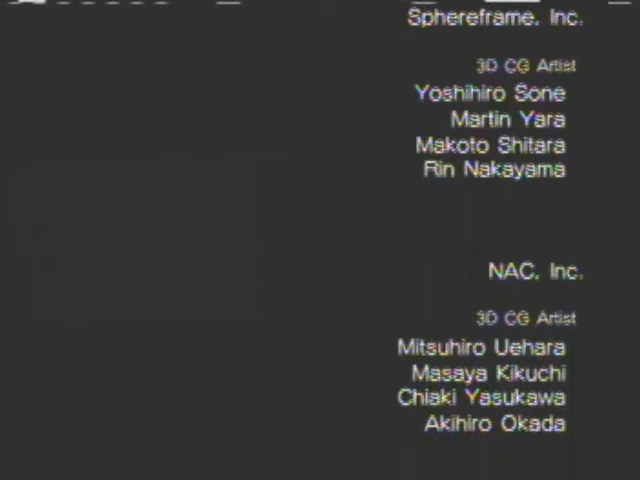 Sphereframe, Inc.
3D CG Artist
Yoshihiro Sone
Martin Yara
Makoto Shitara
Rin Nakayama
NAC, Inc.
3D CG Artist
Mitsuhiro Uehara
Masaya Kikuchi
Chiaki Yasukawa
Akihiro Okada